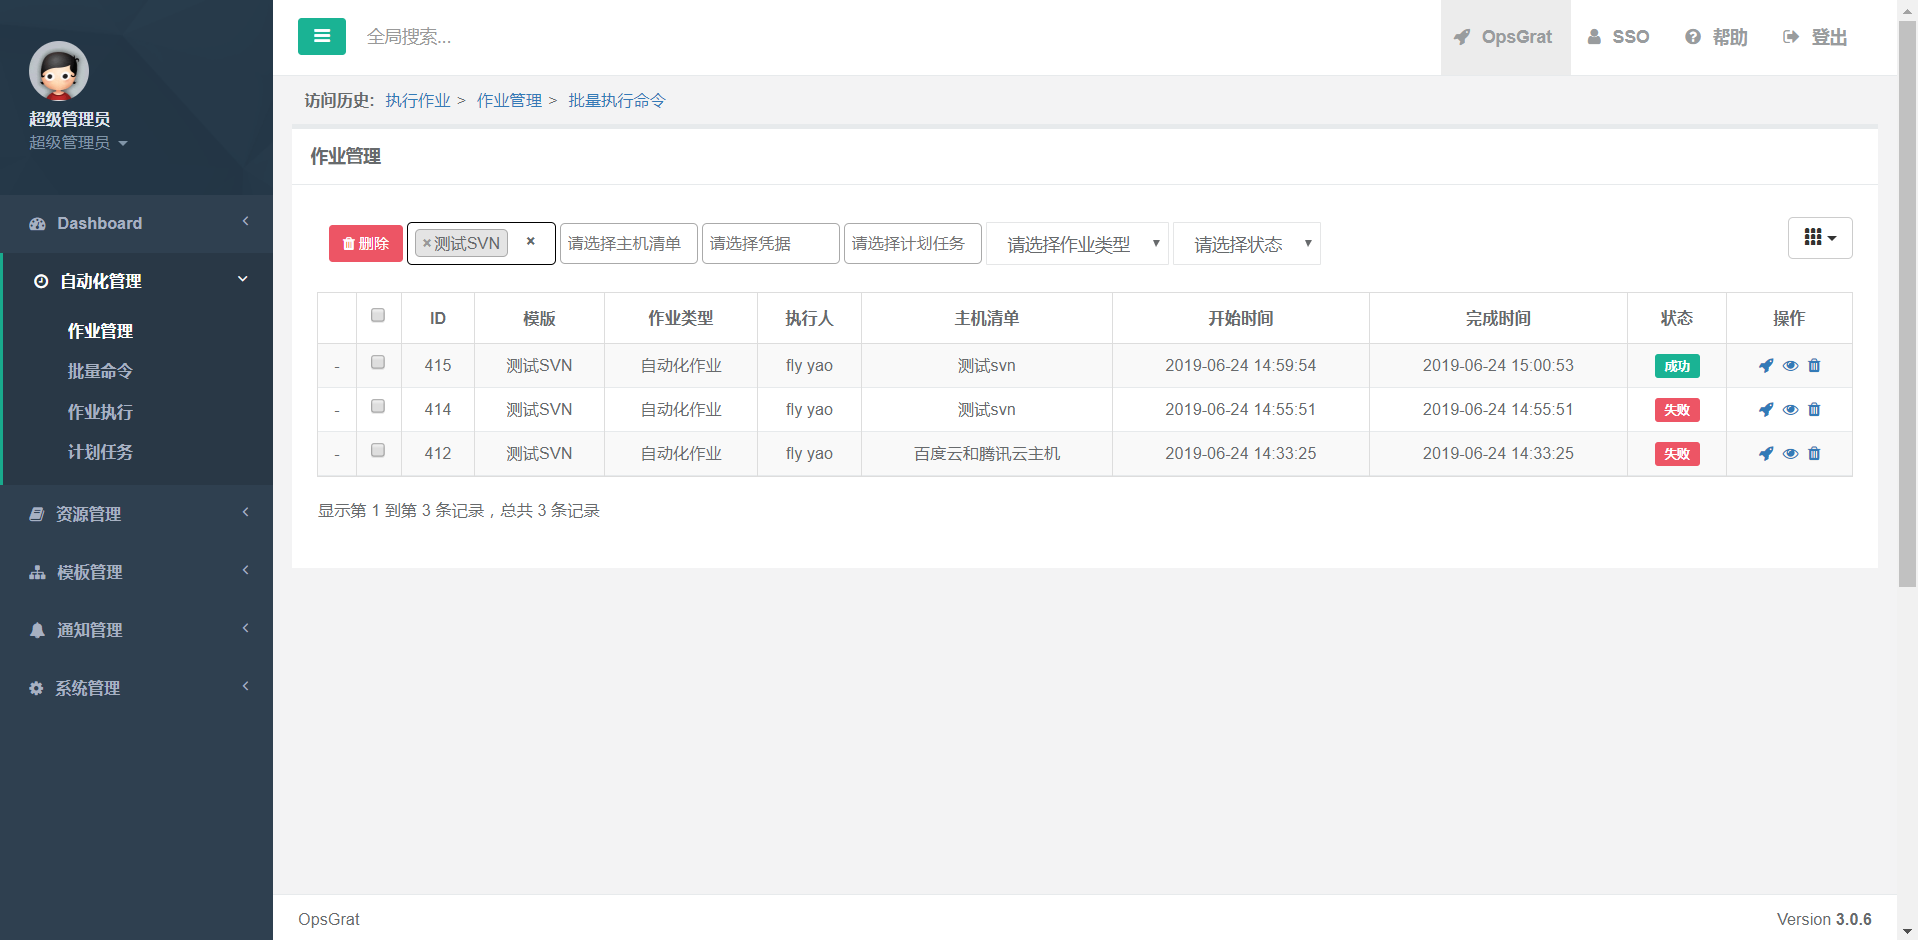 全局搜索...
OpsGrat SSO 帮助 登出
超级管理员
超级管理员
Dashboard
自动化管理
作业管理
批量命令
作业执行
计划任务
资源管理
模板管理
通知管理
系统管理
访问历史: 执行作业 > 作业管理 > 批量执行命令
作业管理
删除 ×测试SVN × 请选择主机清单 请选择凭据 请选择计划任务 请选择作业类型 请选择状态
ID 模版 作业类型 执行人 主机清单 开始时间 完成时间 状态 操作
- 415 测试SVN 自动化作业 fly yao 测试svn 2019-06-24 14:59:54 2019-06-24 15:00:53 成功
- 414 测试SVN 自动化作业 fly yao 测试svn 2019-06-24 14:55:51 2019-06-24 14:55:51 失败
- 412 测试SVN 自动化作业 fly yao 百度云和腾讯云主机 2019-06-24 14:33:25 2019-06-24 14:33:25 失败
显示第 1 到第 3 条记录，总共 3 条记录
OpsGrat Version 3.0.6